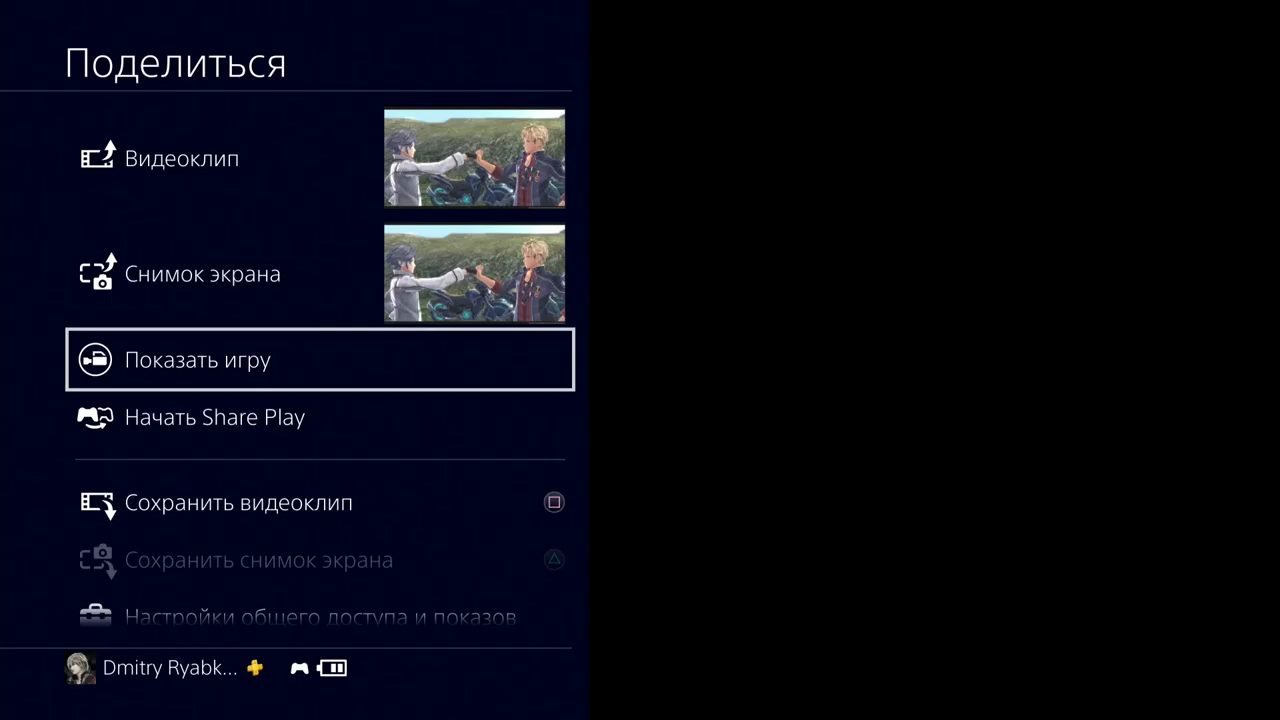 Поделиться
Видеоклип
Снимок экрана
Показать игру
Начать Share Play
Сохранить видеоклип
Сохранить снимок экрана
Настройки общего доступа и показов
Dmitry Ryabk...